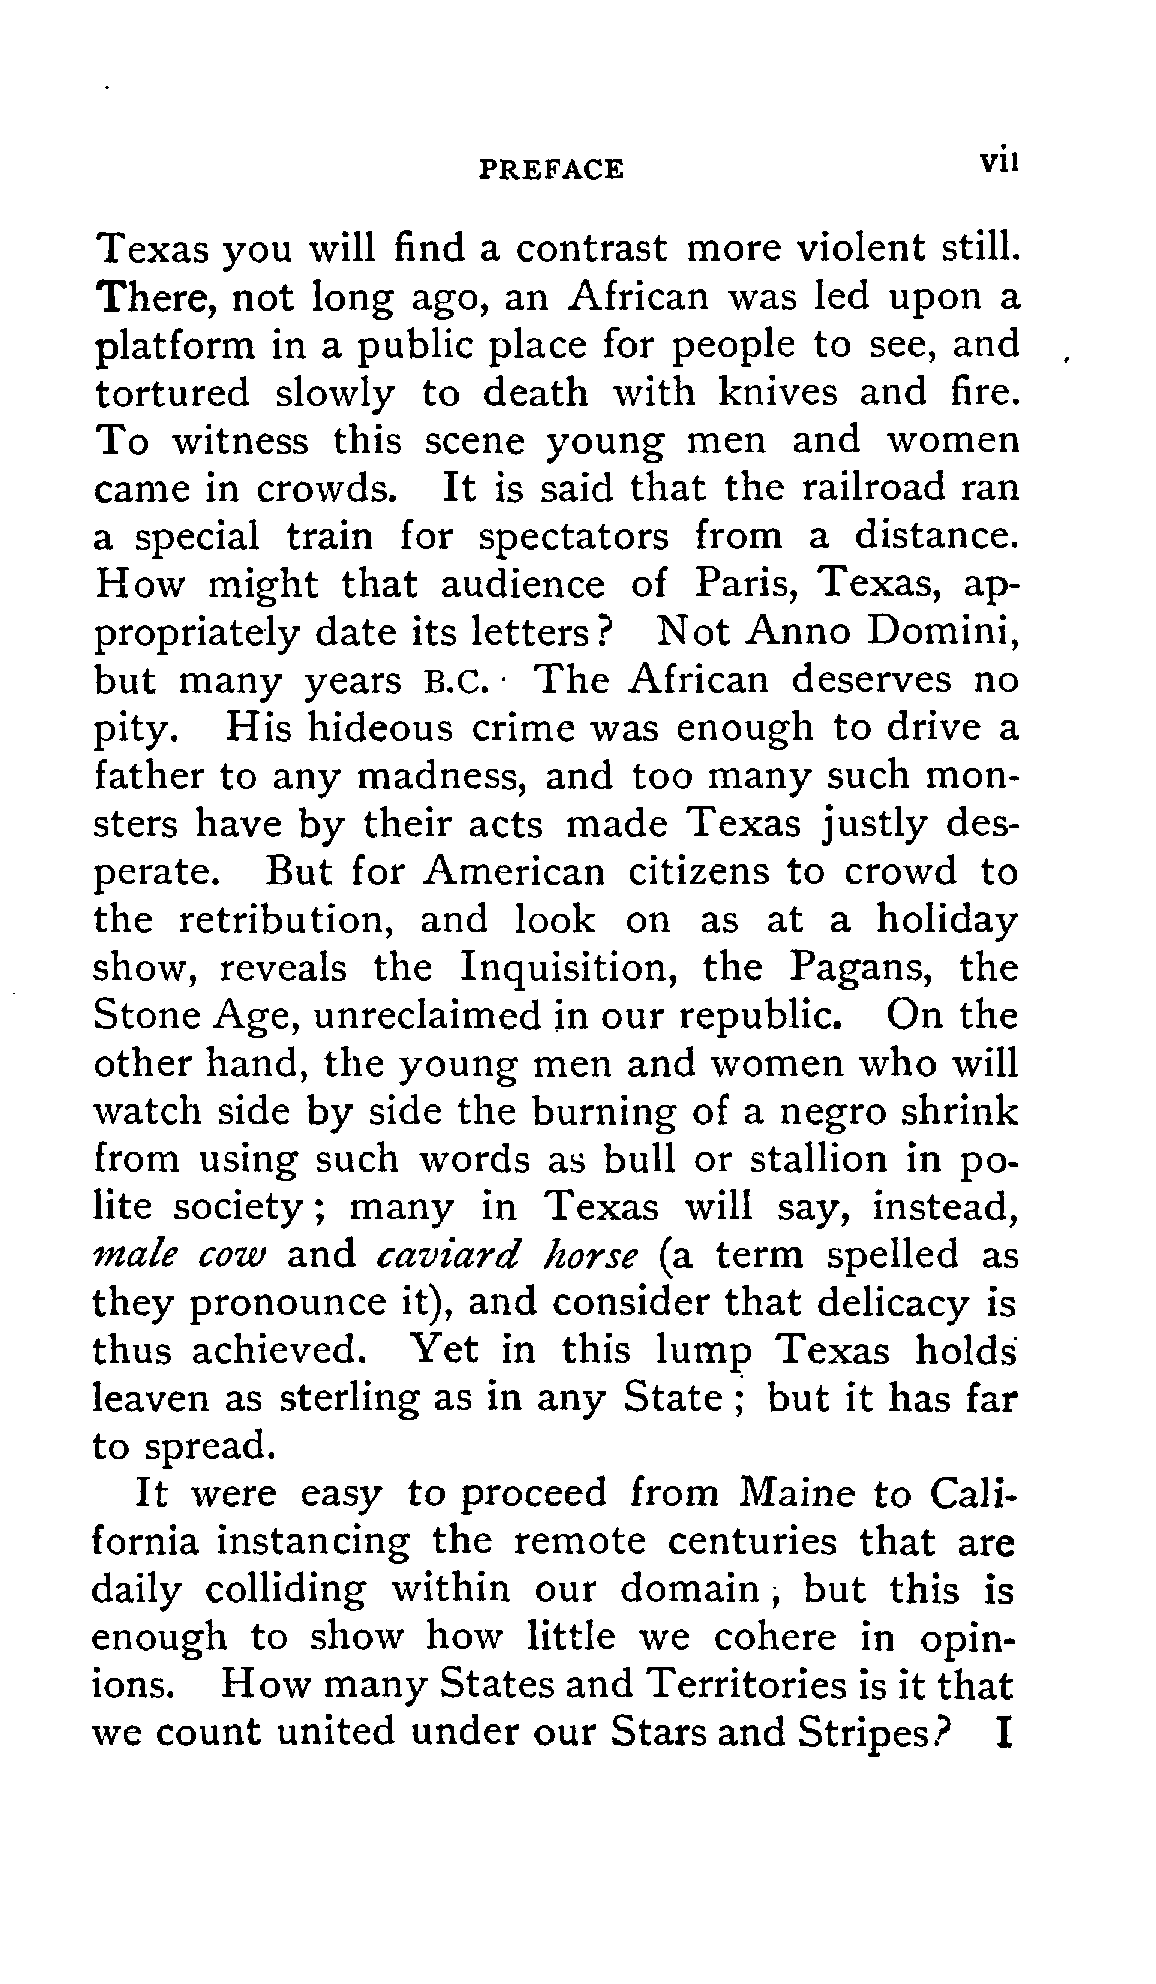 PREFACE vii
Texas you will find a contrast more violent still.
There, not long ago, an African was led upon a
platform in a public place for people to see, and
tortured slowly to death with knives and fire.
To witness this scene young men and women
came in crowds. It is said that the railroad ran
a special train for spectators from a distance.
How might that audience of Paris, Texas, ap-
propriately date its letters? Not Anno Domini,
but many years B.C. The African deserves no
pity. His hideous crime was enough to drive a
father to any madness, and too many such mon-
sters have by their acts made Texas justly des-
perate. But for American citizens to crowd to
the retribution, and look on as at a holiday
show, reveals the Inquisition, the Pagans, the
Stone Age, unreclaimed in our republic. On the
other hand, the young men and women who will
watch side by side the burning of a negro shrink
from using such words as bull or stallion in po-
lite society; many in Texas will say, instead,
male cow and caviard horse (a term spelled as
they pronounce it), and consider that delicacy is
thus achieved. Yet in this lump Texas holds
leaven as sterling as in any State; but it has far
to spread.
It were easy to proceed from Maine to Cali-
fornia instancing the remote centuries that are
daily colliding within our domain; but this is
enough to show how little we cohere in opin-
ions. How many States and Territories is it that
we count united under our Stars and Stripes? I